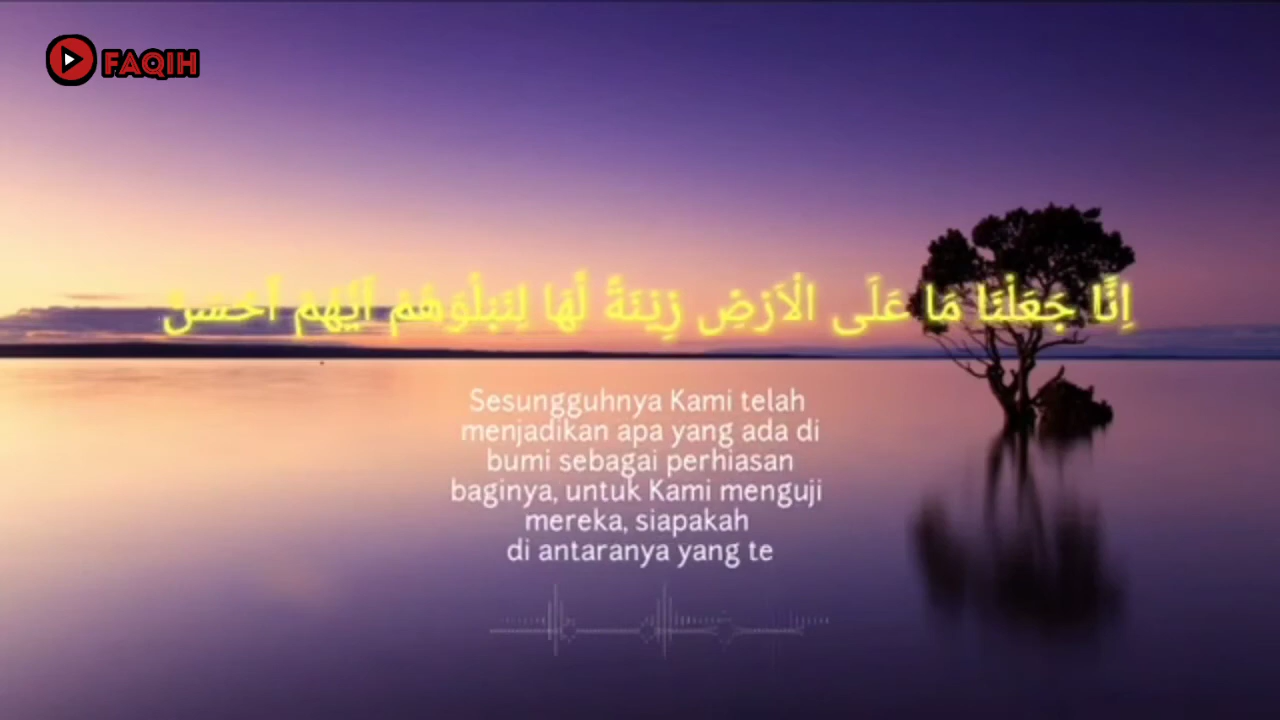 FAQIH
اِنَّا جَعَلْنَا مَا عَلَى الْاَرْضِ زِيْنَةً لَّهَا لِنَبْلُوَهُمْ اَيُّهُمْ اَحْسَنُ
Sesungguhnya Kami telah
menjadikan apa yang ada di
bumi sebagai perhiasan
baginya, untuk Kami menguji
mereka, siapakah
di antaranya yang te